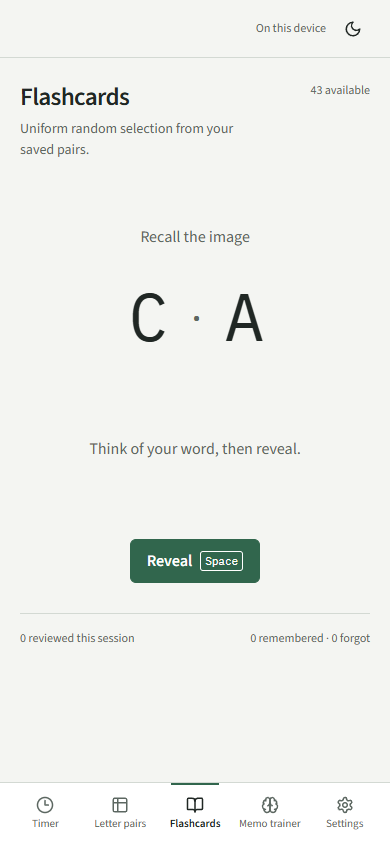 On this device
Flashcards
43 available
Uniform random selection from your
saved pairs.
Recall the image
C · A
Think of your word, then reveal.
Reveal Space
0 reviewed this session
0 remembered · 0 forgot
Timer
Letter pairs
Flashcards
Memo trainer
Settings